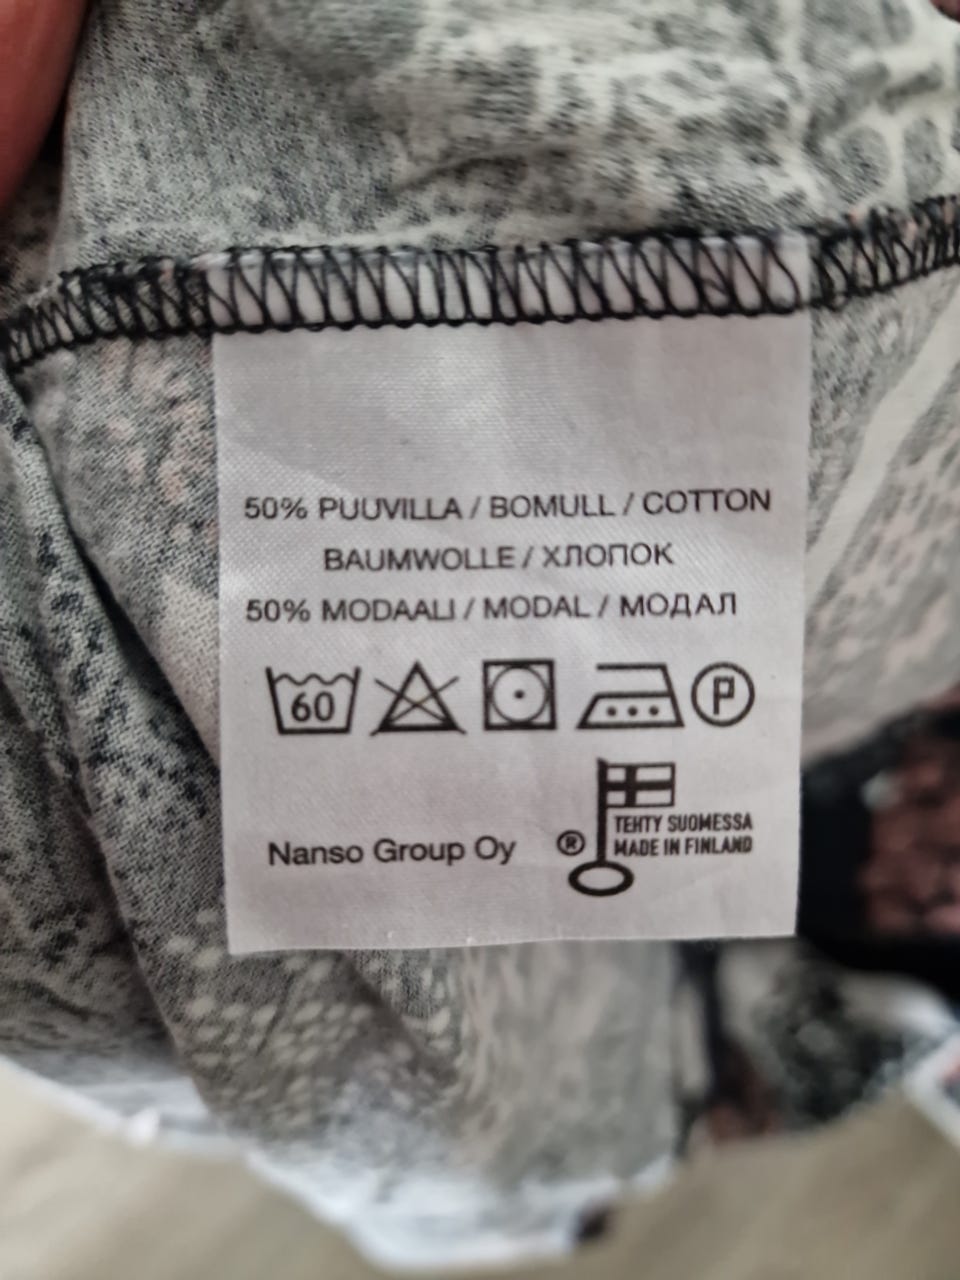 50% PUUVILLA / BOMULL / COTTON
BAUMWOLLE / ХЛОПОК
50% MODAALI / MODAL / МОДАЛ
60
P
Nanso Group Oy
®
TEHTY SUOMESSA
MADE IN FINLAND